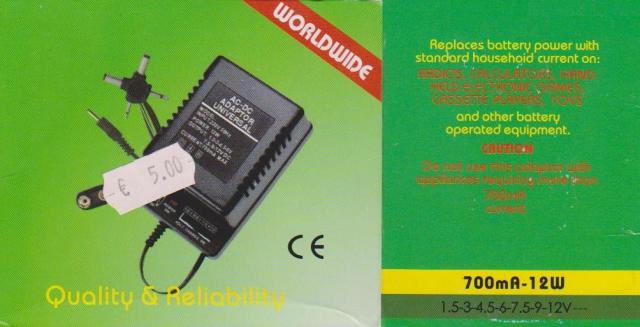 WORLDWIDE
AC-DC
ADAPTOR
UNIVERSAL
€ 5.00
CE
Quality & Reliability
Replaces battery power with
standard household current on:
RADIOS, CALCULATORS, HAND-
HELD ELECTRONIC GAMES,
CASSETTE PLAYERS, TOYS
and other battery
operated equipment.
CAUTION
Do not use this adaptor with
appliances requiring more than
700mA
current.
700mA-12W
1.5-3-4.5-6-7.5-9-12V